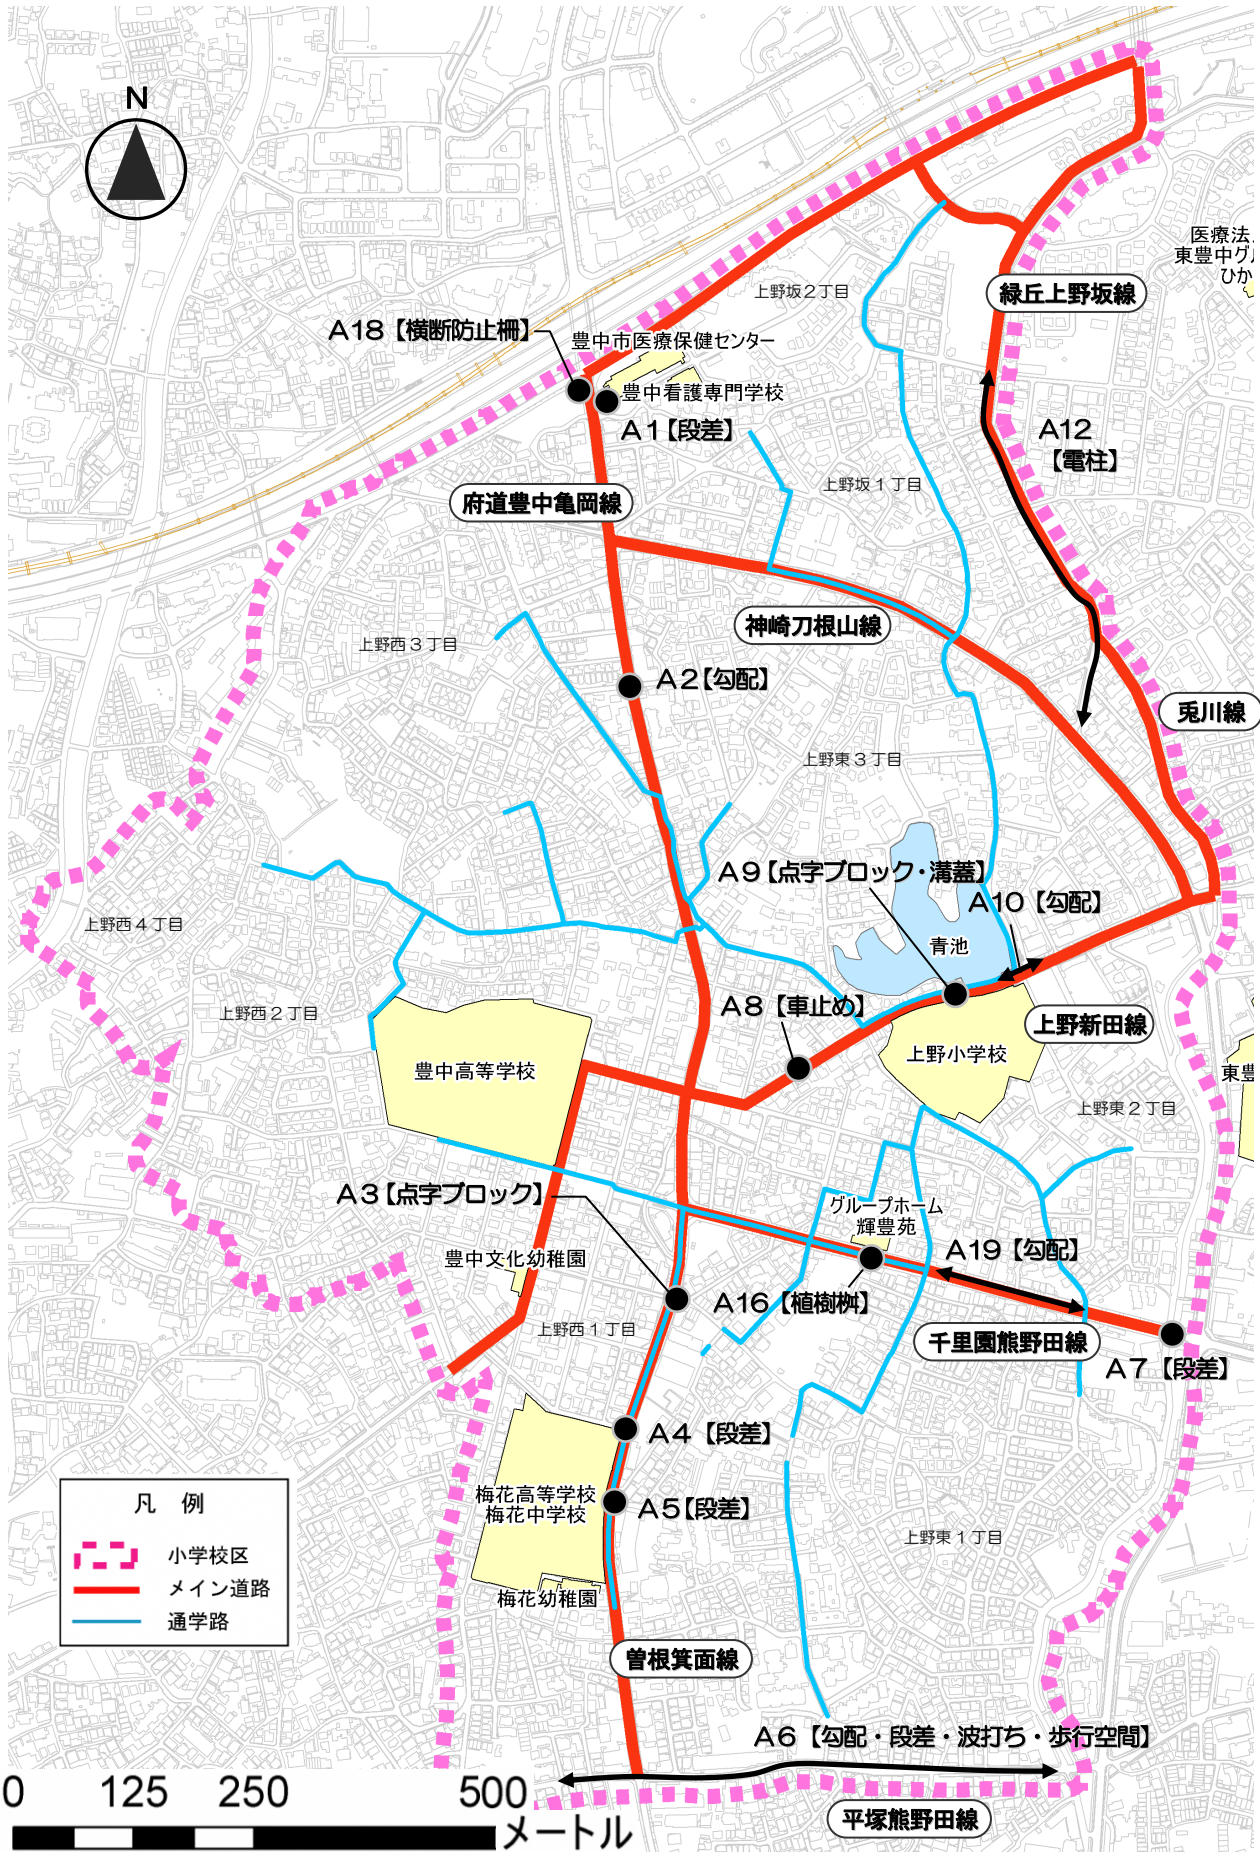 N
医療法
東豊中グル
ひか
緑丘上野坂線
上野坂2丁目
A18【横断防止柵】
豊中市医療保健センター
豊中看護専門学校
A1【段差】
A12
【電柱】
上野坂1丁目
府道豊中亀岡線
神崎刀根山線
上野西3丁目
A2【勾配】
兎川線
上野東3丁目
A9【点字ブロック・溝蓋】
A10【勾配】
上野西4丁目
青池
A8【車止め】
上野西2丁目
上野新田線
上野小学校
豊中高等学校
東豊
上野東2丁目
A3【点字ブロック】
グループホーム
輝豊苑
A19【勾配】
豊中文化幼稚園
A16【植樹桝】
上野西1丁目
千里園熊野田線
A7【段差】
A4【段差】
梅花高等学校
梅花中学校
A5【段差】
上野東1丁目
凡 例
小学校区
メイン道路
通学路
梅花幼稚園
曽根箕面線
A6【勾配・段差・波打ち・歩行空間】
0 125 250 500
メートル
平塚熊野田線